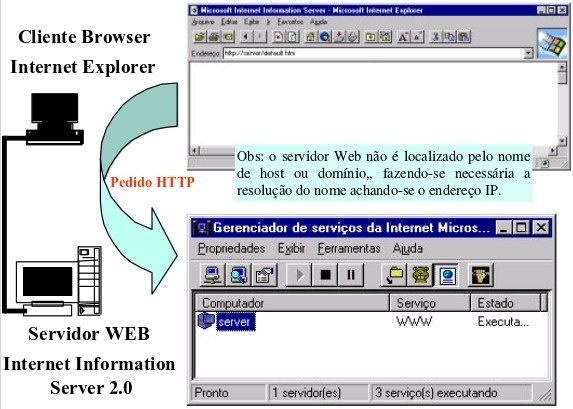 Cliente Browser
Internet Explorer
Microsoft Internet Information Server - Microsoft Internet Explorer
Arquivo Editar Exibir Ir Favoritos Ajuda
Endereço http://server/default.htm
Pedido HTTP
Obs: o servidor Web não é localizado pelo nome
de host ou domínio,, fazendo-se necessária a
resolução do nome achando-se o endereço IP.
Gerenciador de serviços da Internet Micros...
Propriedades Exibir Ferramentas Ajuda
Computador Serviço Estado
server WWW Executa...
Pronto 1 servidor(es) 3 serviço(s) executando
Servidor WEB
Internet Information
Server 2.0